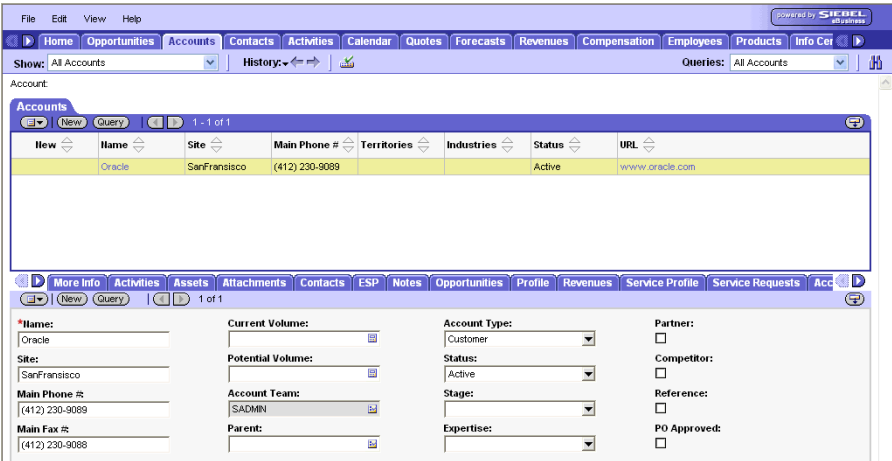 File Edit View Help
powered by SIEBEL eBusiness
Home Opportunities Accounts Contacts Activities Calendar Quotes Forecasts Revenues Compensation Employees Products Info Cer
Show: All Accounts History: Queries: All Accounts
Account:
Accounts
New Query 1 - 1 of 1
New Name Site Main Phone # Territories Industries Status URL
Oracle SanFransisco (412) 230-9089 Active www.oracle.com
More Info Activities Assets Attachments Contacts ESP Notes Opportunities Profile Revenues Service Profile Service Requests Acc
New Query 1 of 1
*Name: Current Volume: Account Type: Partner:
Oracle Customer
Site: Potential Volume: Status: Competitor:
SanFransisco Active
Main Phone #: Account Team: Stage: Reference:
(412) 230-9089 SADMIN
Main Fax #: Parent: Expertise: PO Approved:
(412) 230-9088